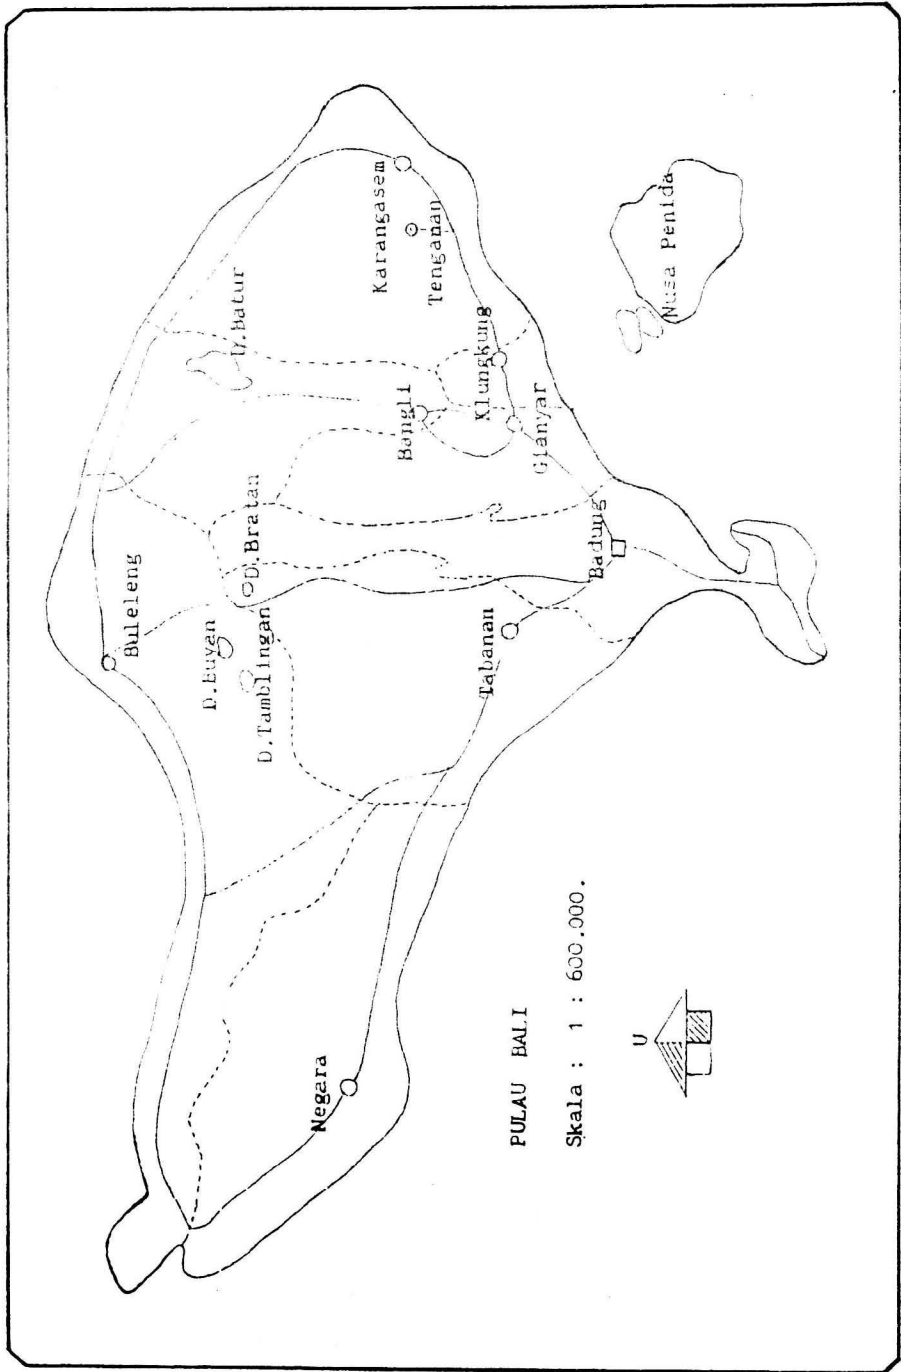 Buleleng
D.Buyan
D.Tamblingan
D.Bratan
D.Batur
Karangasem
Tenganan
Bangli
Klungkung
Gianyar
Badung
Tabanan
Negara
Nusa Penida
PULAU BALI
Skala : 1 : 600.000.
U